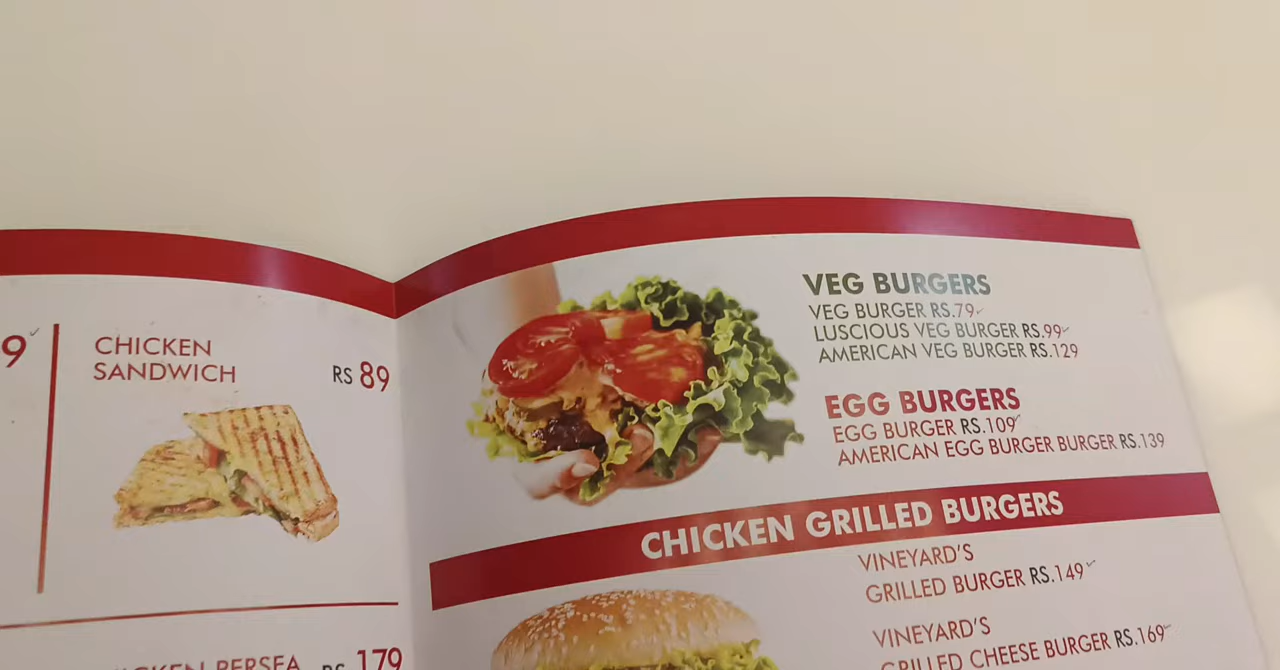 9
CHICKEN
SANDWICH
RS 89
RS. 179
VEG BURGERS
VEG BURGER RS.79
LUSCIOUS VEG BURGER RS.99
AMERICAN VEG BURGER RS.129
EGG BURGERS
EGG BURGER RS.109
AMERICAN EGG BURGER BURGER RS.139
CHICKEN GRILLED BURGERS
VINEYARD'S
GRILLED BURGER RS.149
VINEYARD'S
GRILLED CHEESE BURGER RS.169